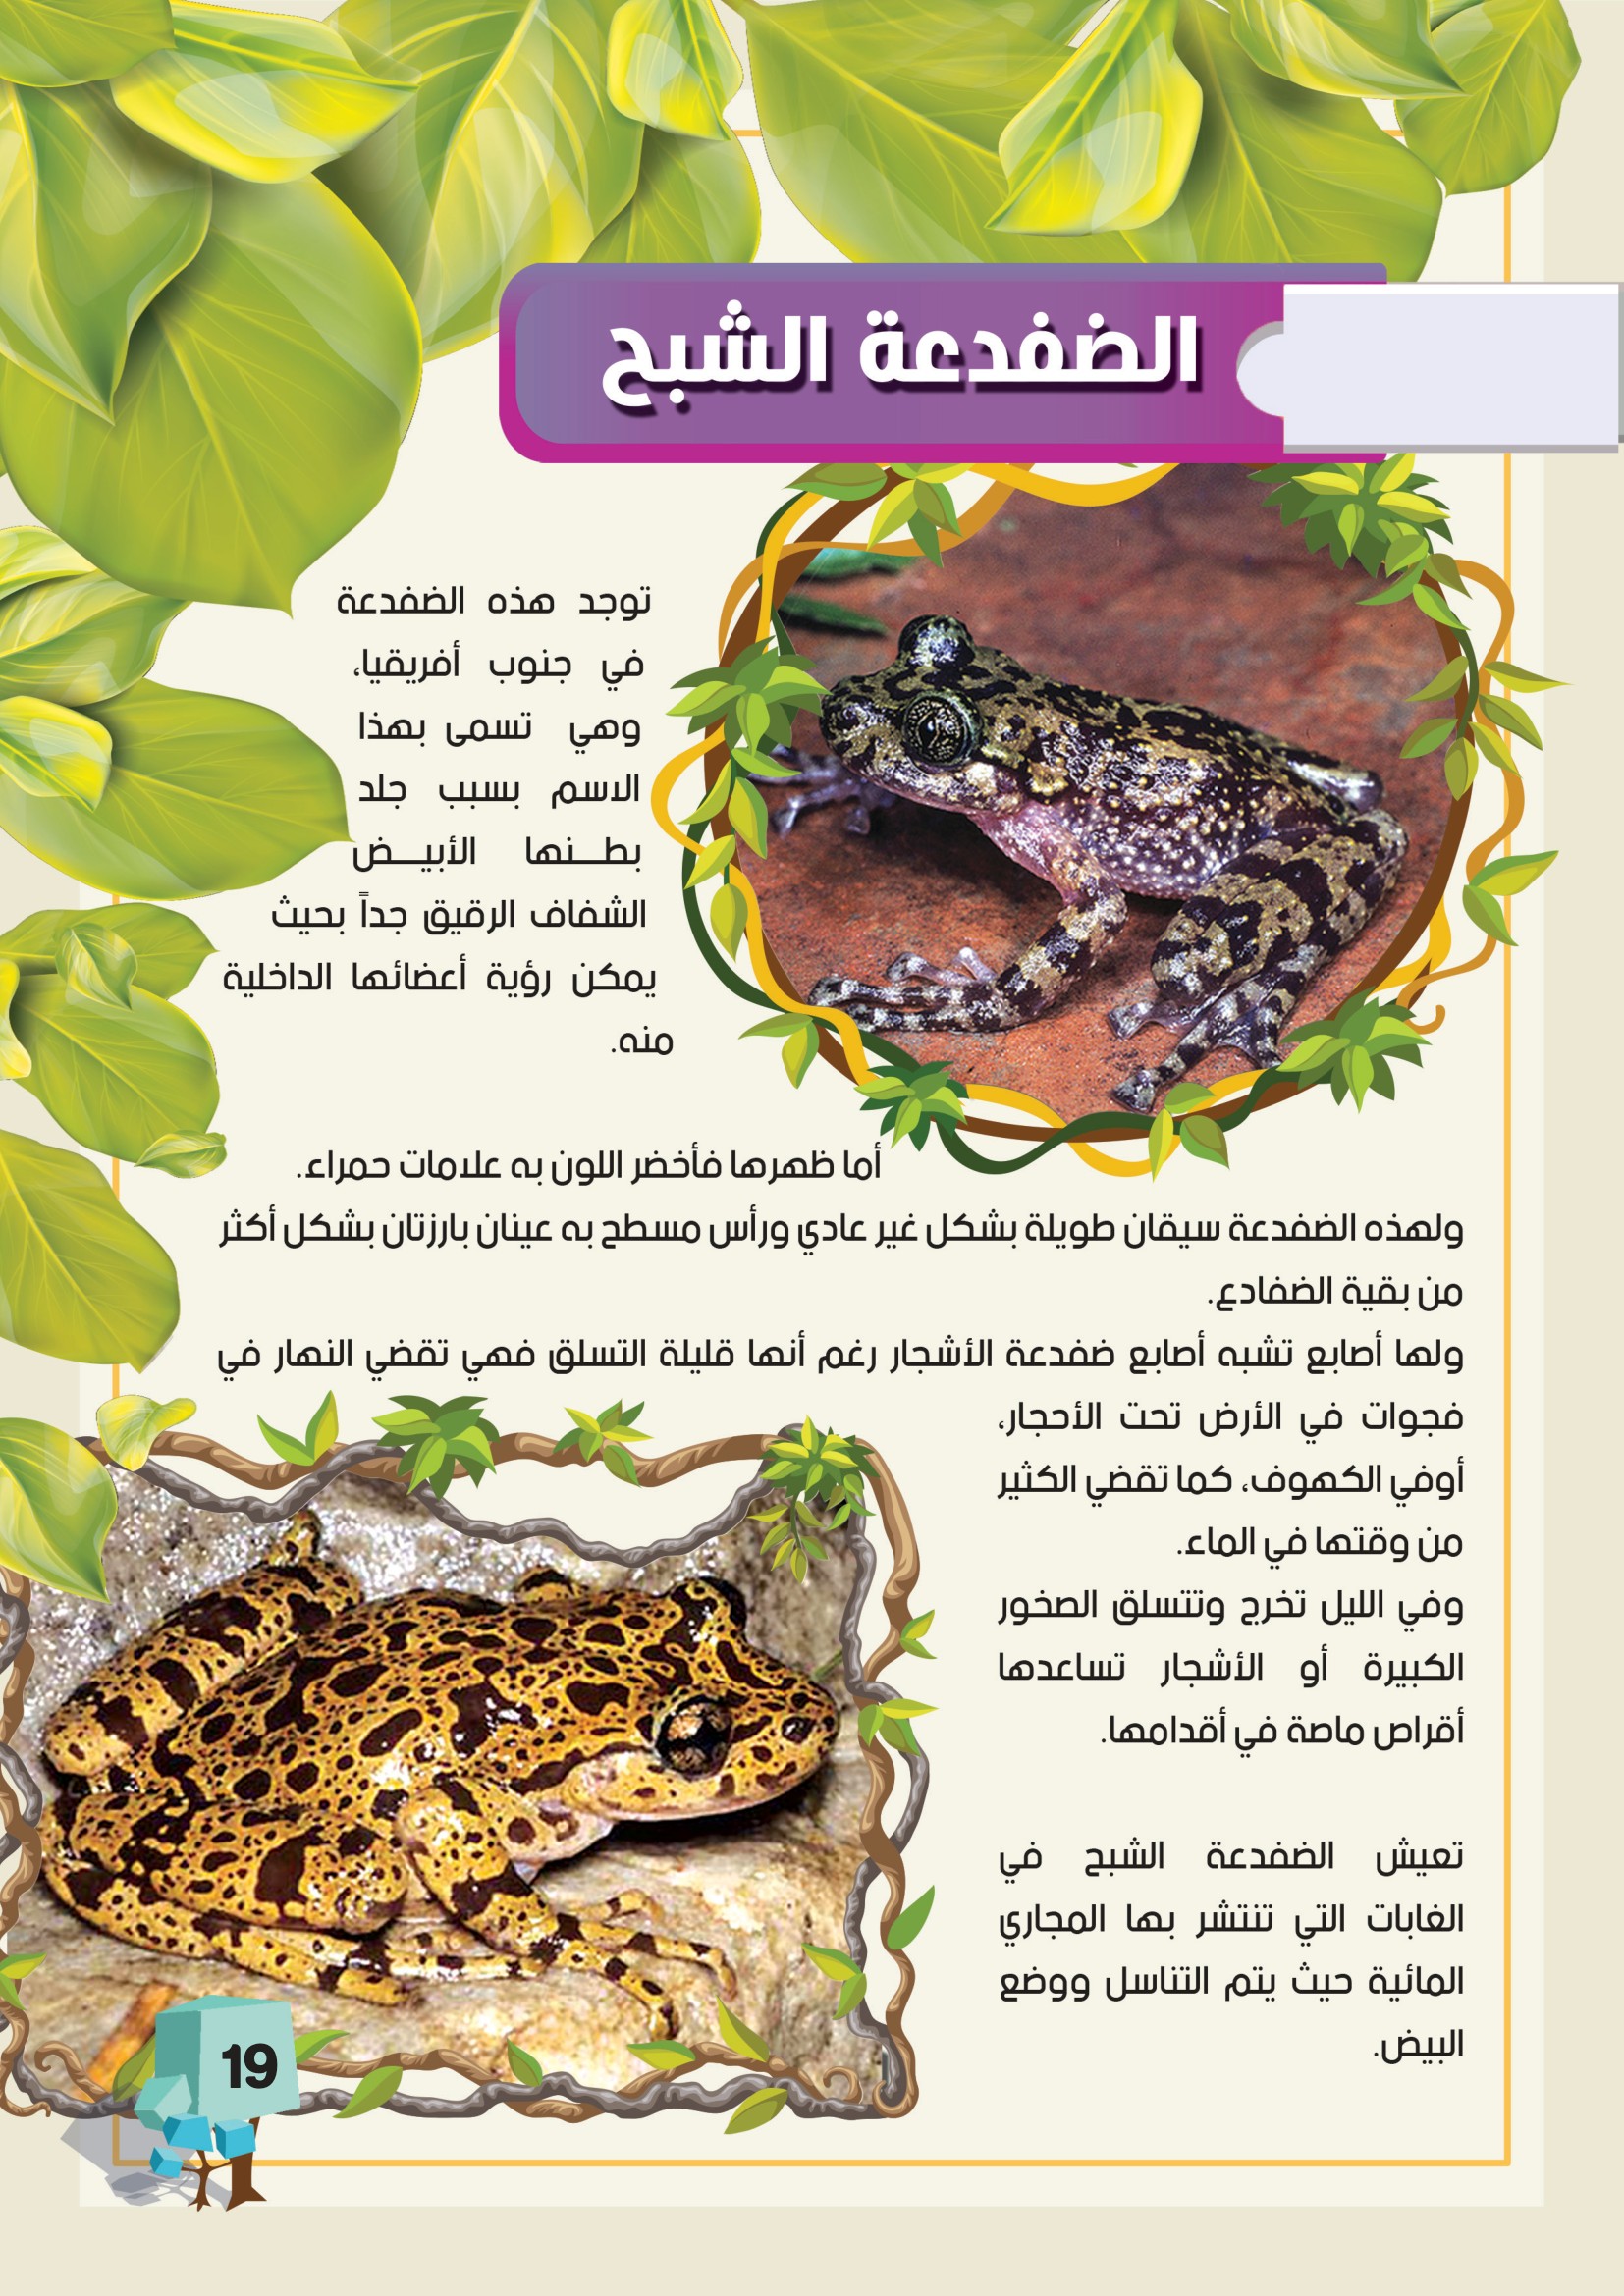 الضفدعة الشبح
توجد هذه الضفدعة
في جنوب أفريقيا،
وهي تسمى بهذا
الاسم بسبب جلد
بطـنها الأبيـض
الشفاف الرقيق جداً بحيث
يمكن رؤية أعضائها الداخلية
منه.
أما ظهرها فأخضر اللون به علامات حمراء.
ولهذه الضفدعة سيقان طويلة بشكل غير عادي ورأس مسطح به عينان بارزتان بشكل أكثر
من بقية الضفادع.
ولها أصابع تشبه أصابع ضفدعة الأشجار رغم أنها قليلة التسلق فهي تقضي النهار في
فجوات في الأرض تحت الأحجار،
أوفي الكهوف، كما تقضي الكثير
من وقتها في الماء.
وفي الليل تخرج وتتسلق الصخور
الكبيرة أو الأشجار تساعدها
أقراص ماصة في أقدامها.
تعيش الضفدعة الشبح في
الغابات التي تنتشر بها المجاري
المائية حيث يتم التناسل ووضع
البيض.
19